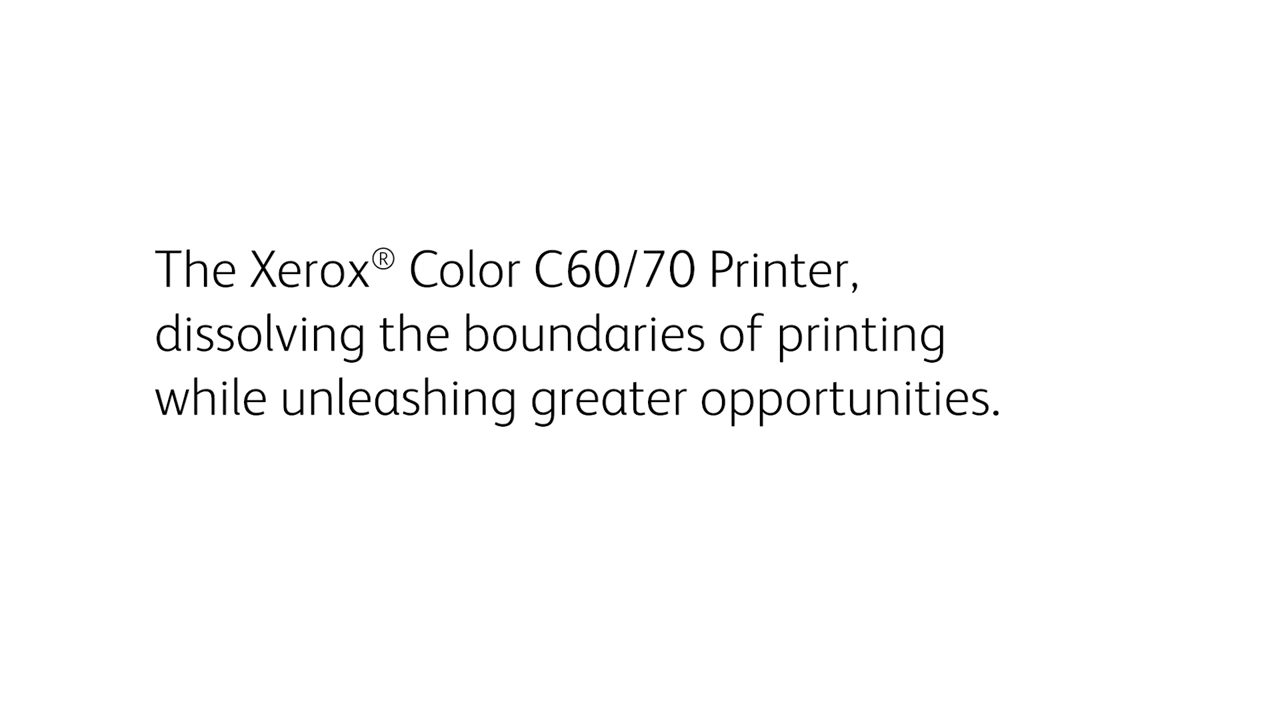 The Xerox® Color C60/70 Printer,
dissolving the boundaries of printing
while unleashing greater opportunities.